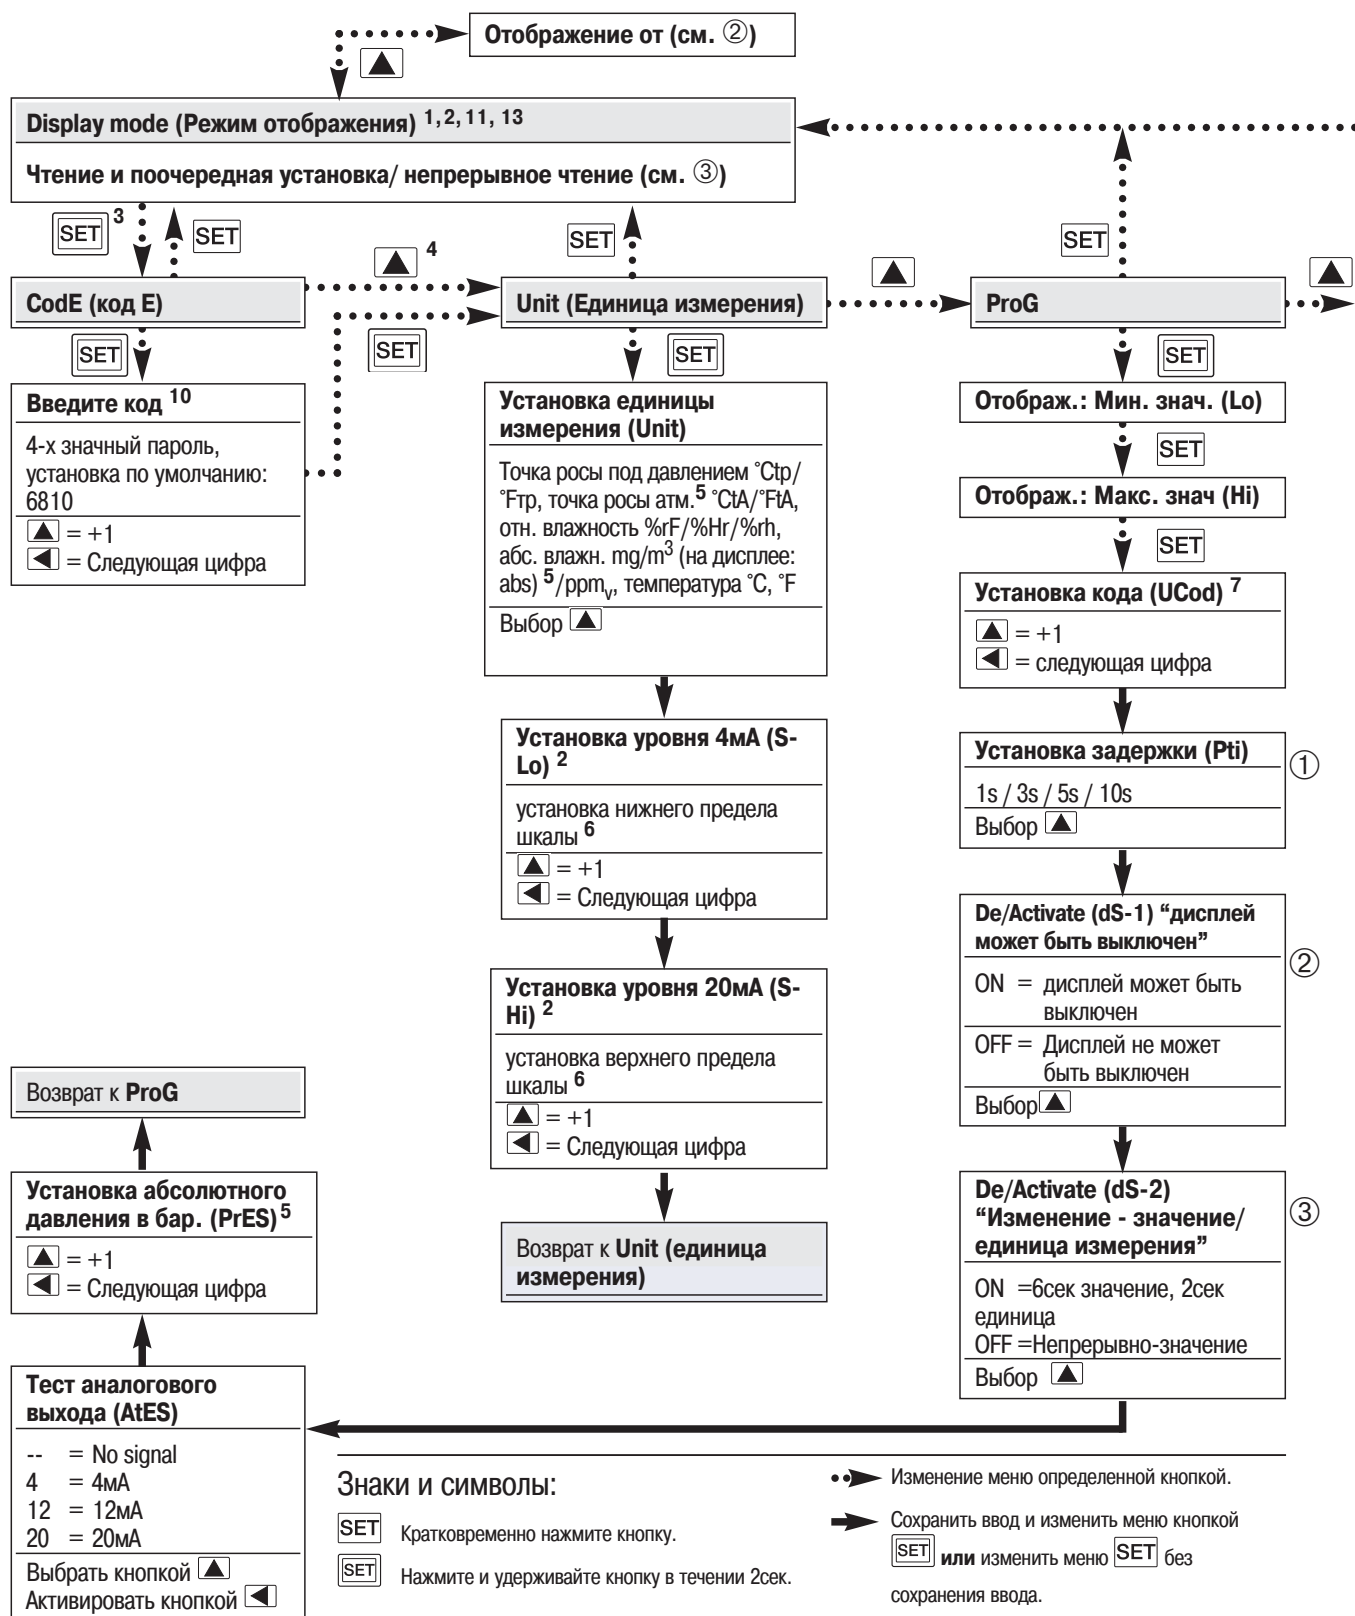 Отображение от (см. ②)
Display mode (Режим отображения) 1, 2, 11, 13
Чтение и поочередная установка/ непрерывное чтение (см. ③)
SET 3
SET
SET
SET
4
CodE (код E)
Unit (Единица измерения)
ProG
SET
SET
SET
SET
Введите код 10
4-х значный пароль,
установка по умолчанию:
6810
▲ = +1
◀ = Следующая цифра
Установка единицы
измерения (Unit)
Точка росы под давлением °Ctp/
°Ftp, точка росы атм.5 °CtA/°FtA,
отн. влажность %rF/%Hr/%rh,
абс. влажн. mg/m3 (на дисплее:
abs) 5/ppmv, температура °C, °F
Выбор ▲
Установка уровня 4мА (S-
Lo) 2
установка нижнего предела
шкалы 6
▲ = +1
◀ = Следующая цифра
Установка уровня 20мА (S-
Hi) 2
установка верхнего предела
шкалы 6
▲ = +1
◀ = Следующая цифра
Возврат к Unit (единица
измерения)
Отображ.: Мин. знач. (Lo)
SET
Отображ.: Макс. знач (Hi)
SET
Установка кода (UCod) 7
▲ = +1
◀ = следующая цифра
Установка задержки (Pti)
①
1s / 3s / 5s / 10s
Выбор ▲
De/Activate (dS-1) “дисплей
может быть выключен”
②
ON = дисплей может быть
выключен
OFF = Дисплей не может
быть выключен
Выбор▲
De/Activate (dS-2)
“Изменение - значение/
единица измерения”
③
ON =6сек значение, 2сек
единица
OFF =Непрерывно-значение
Выбор ▲
Возврат к ProG
Установка абсолютного
давления в бар. (PrES)5
▲ = +1
◀ = Следующая цифра
Тест аналогового
выхода (AtES)
-- = No signal
4 = 4мА
12 = 12мА
20 = 20мА
Выбрать кнопкой ▲
Активировать кнопкой ◀
Знаки и символы:
SET Кратковременно нажмите кнопку.
SET Нажмите и удерживайте кнопку в течении 2сек.
Изменение меню определенной кнопкой.
Сохранить ввод и изменить меню кнопкой
SET или изменить меню SET без
сохранения ввода.